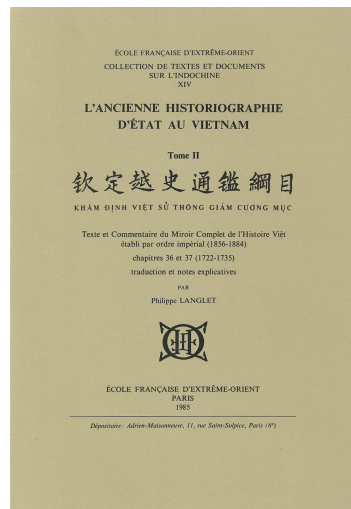 ÉCOLE FRANÇAISE D'EXTRÊME-ORIENT
COLLECTION DE TEXTES ET DOCUMENTS
SUR L'INDOCHINE
XIV
L'ANCIENNE HISTORIOGRAPHIE
D'ÉTAT AU VIETNAM
Tome II
欽定越史通鑑綱目
KHÂM ĐỊNH VIỆT SỬ THÔNG GIÁM CƯƠNG MỤC
Texte et Commentaire du Miroir Complet de l'Histoire Việt
établi par ordre impérial (1856-1884)
chapitres 36 et 37 (1722-1735)
traduction et notes explicatives
PAR
Philippe LANGLET
ÉCOLE FRANÇAISE D'EXTRÊME-ORIENT
PARIS
1985
Dépositaire: Adrien-Maisonneuve, 11, rue Saint-Sulpice, Paris (6e)